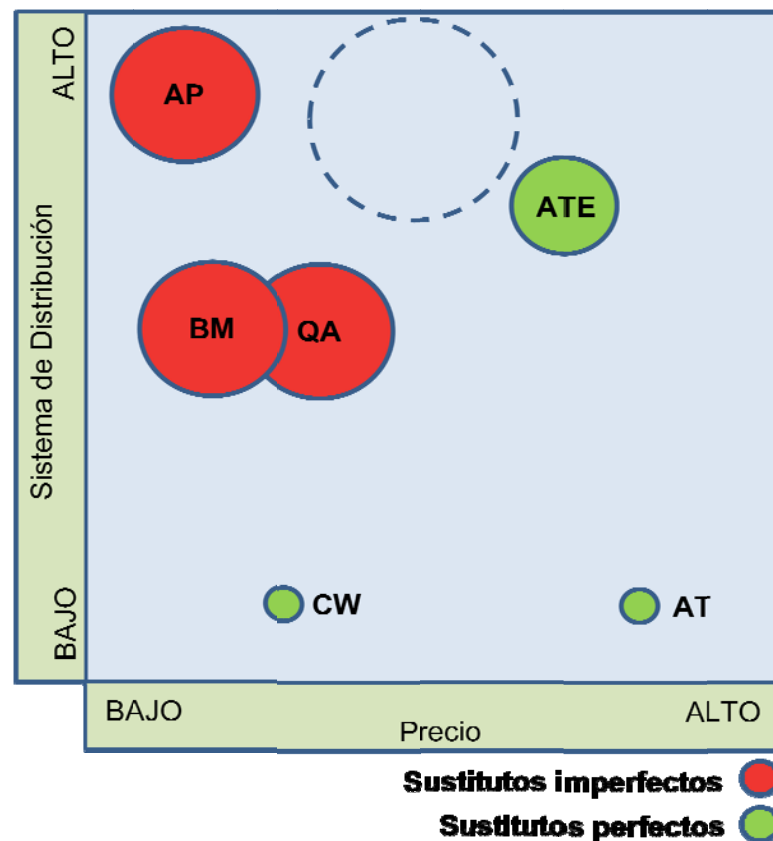 ALTO
AP
ATE
Sistema de Distribución
BM
QA
CW
AT
BAJO
BAJO
ALTO
Precio
Sustitutos imperfectos
Sustitutos perfectos